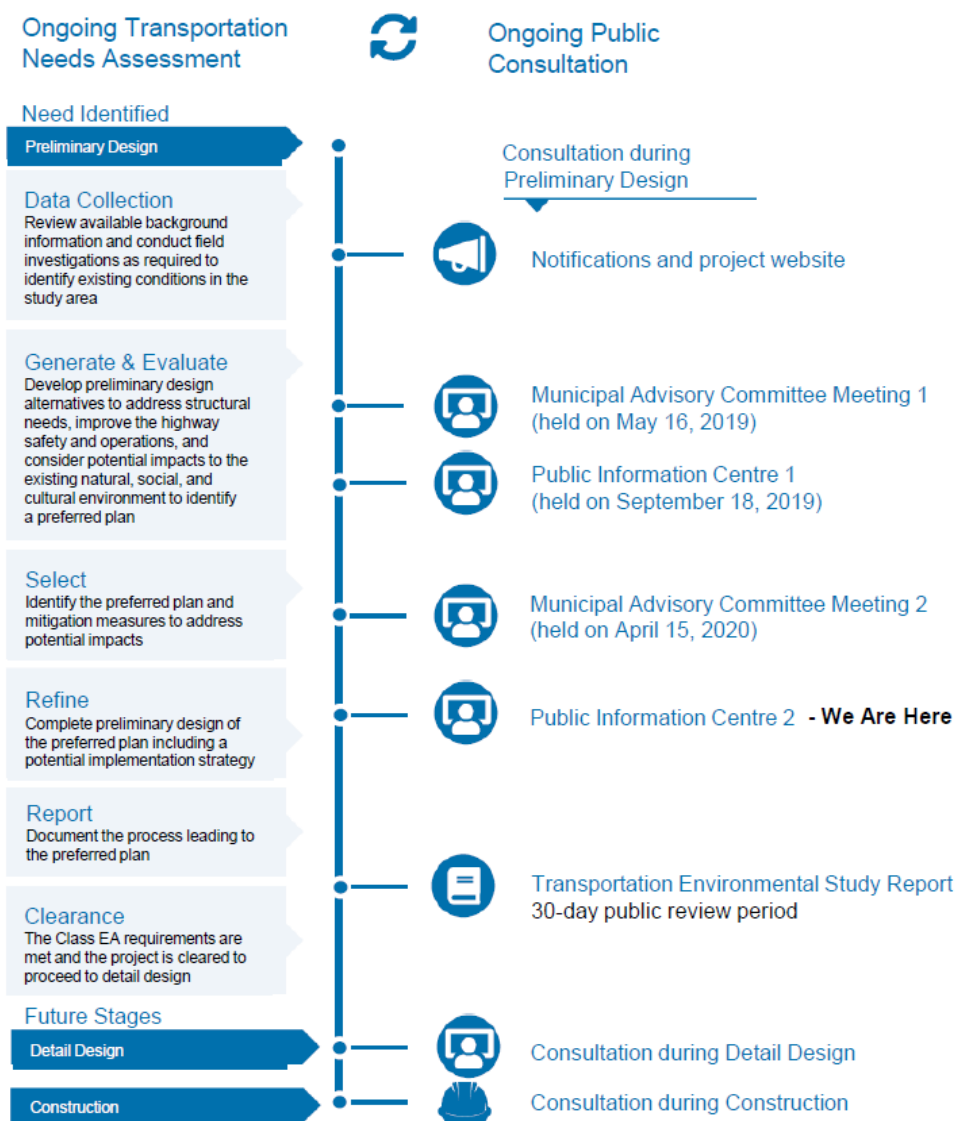 Ongoing Transportation
Needs Assessment
Ongoing Public
Consultation
Need Identified
Preliminary Design
Consultation during
Preliminary Design
Data Collection
Review available background
information and conduct field
investigations as required to
identify existing conditions in the
study area
Notifications and project website
Generate & Evaluate
Develop preliminary design
alternatives to address structural
needs, improve the highway
safety and operations, and
consider potential impacts to the
existing natural, social, and
cultural environment to identify
a preferred plan
Municipal Advisory Committee Meeting 1
(held on May 16, 2019)
Public Information Centre 1
(held on September 18, 2019)
Select
Identify the preferred plan and
mitigation measures to address
potential impacts
Municipal Advisory Committee Meeting 2
(held on April 15, 2020)
Refine
Complete preliminary design of
the preferred plan including a
potential implementation strategy
Public Information Centre 2 - We Are Here
Report
Document the process leading to
the preferred plan
Transportation Environmental Study Report
30-day public review period
Clearance
The Class EA requirements are
met and the project is cleared to
proceed to detail design
Future Stages
Detail Design
Consultation during Detail Design
Construction
Consultation during Construction